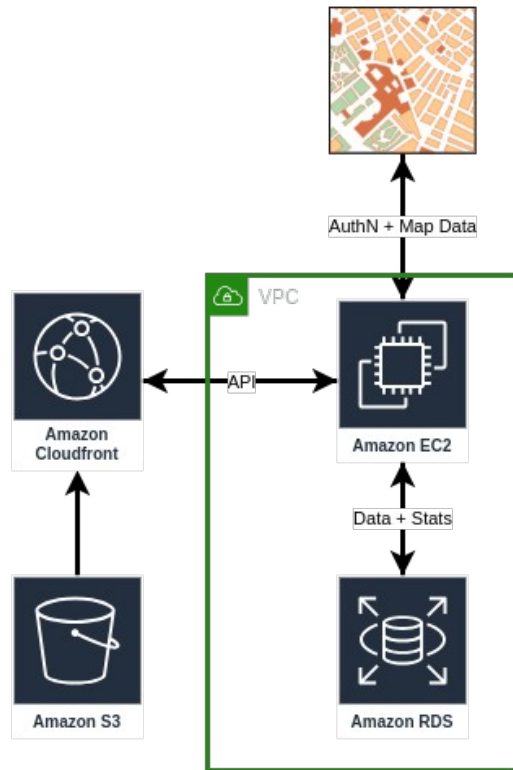 AuthN + Map Data
VPC
API
Amazon
Cloudfront
Amazon EC2
Data + Stats
Amazon S3
Amazon RDS